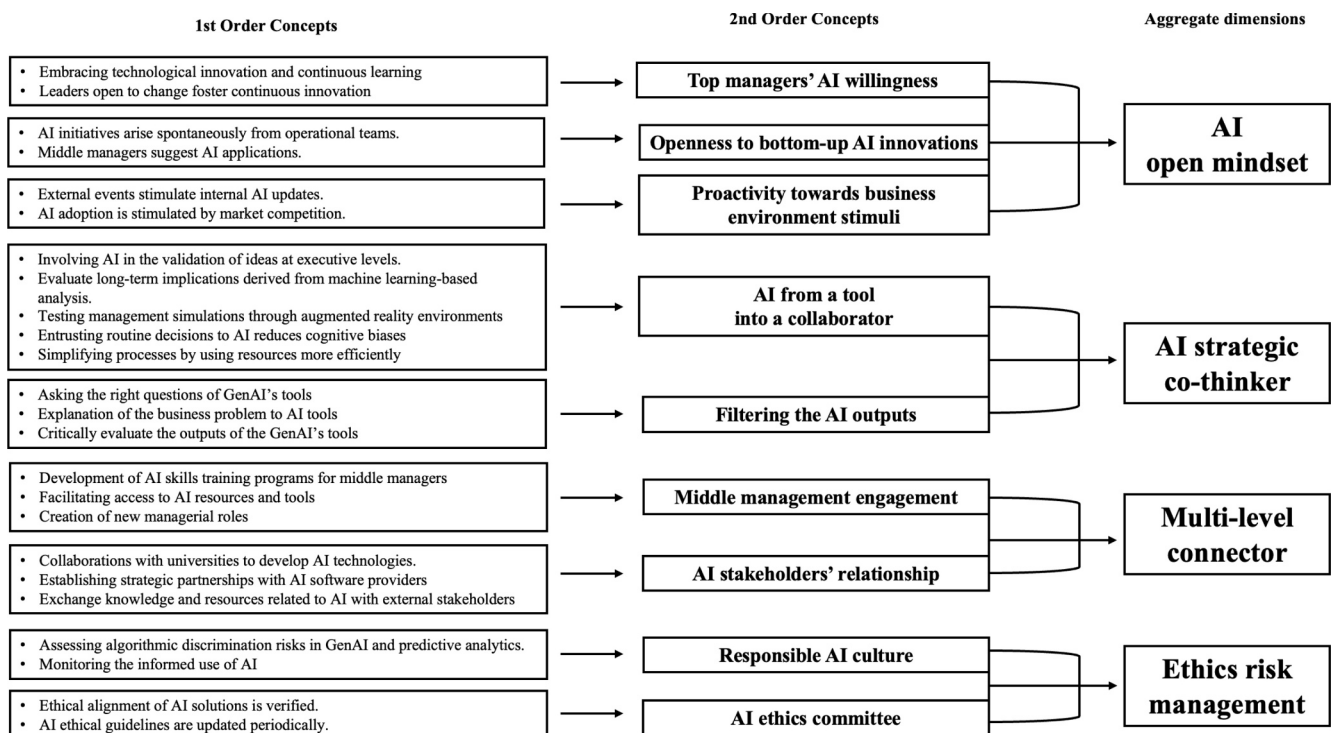 1st Order Concepts
2nd Order Concepts
Aggregate dimensions
• Embracing technological innovation and continuous learning
• Leaders open to change foster continuous innovation
Top managers' AI willingness
• AI initiatives arise spontaneously from operational teams.
• Middle managers suggest AI applications.
Openness to bottom-up AI innovations
• External events stimulate internal AI updates.
• AI adoption is stimulated by market competition.
Proactivity towards business
environment stimuli
AI
open mindset
• Involving AI in the validation of ideas at executive levels.
• Evaluate long-term implications derived from machine learning-based
analysis.
• Testing management simulations through augmented reality environments
• Entrusting routine decisions to AI reduces cognitive biases
• Simplifying processes by using resources more efficiently
AI from a tool
into a collaborator
• Asking the right questions of GenAI's tools
• Explanation of the business problem to AI tools
• Critically evaluate the outputs of the GenAI's tools
Filtering the AI outputs
AI strategic
co-thinker
• Development of AI skills training programs for middle managers
• Facilitating access to AI resources and tools
• Creation of new managerial roles
Middle management engagement
• Collaborations with universities to develop AI technologies.
• Establishing strategic partnerships with AI software providers
• Exchange knowledge and resources related to AI with external stakeholders
AI stakeholders' relationship
Multi-level
connector
• Assessing algorithmic discrimination risks in GenAI and predictive analytics.
• Monitoring the informed use of AI
Responsible AI culture
• Ethical alignment of AI solutions is verified.
• AI ethical guidelines are updated periodically.
AI ethics committee
Ethics risk
management